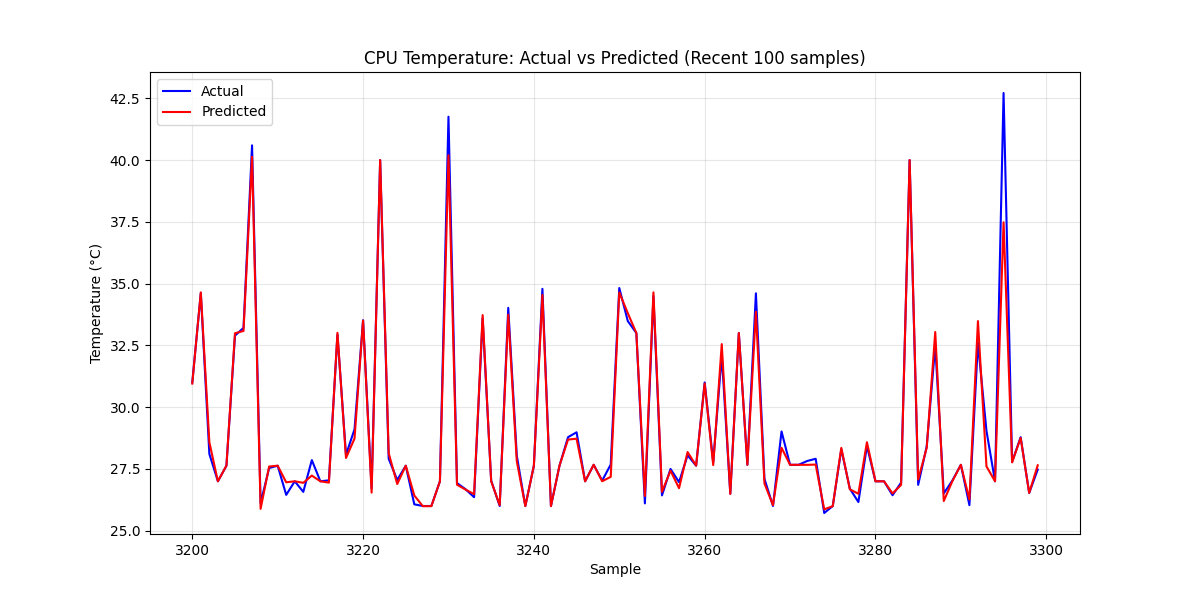 CPU Temperature: Actual vs Predicted (Recent 100 samples)
Actual
Predicted
Temperature (°C)
42.5
40.0
37.5
35.0
32.5
30.0
27.5
25.0
3200
3220
3240
3260
3280
3300
Sample